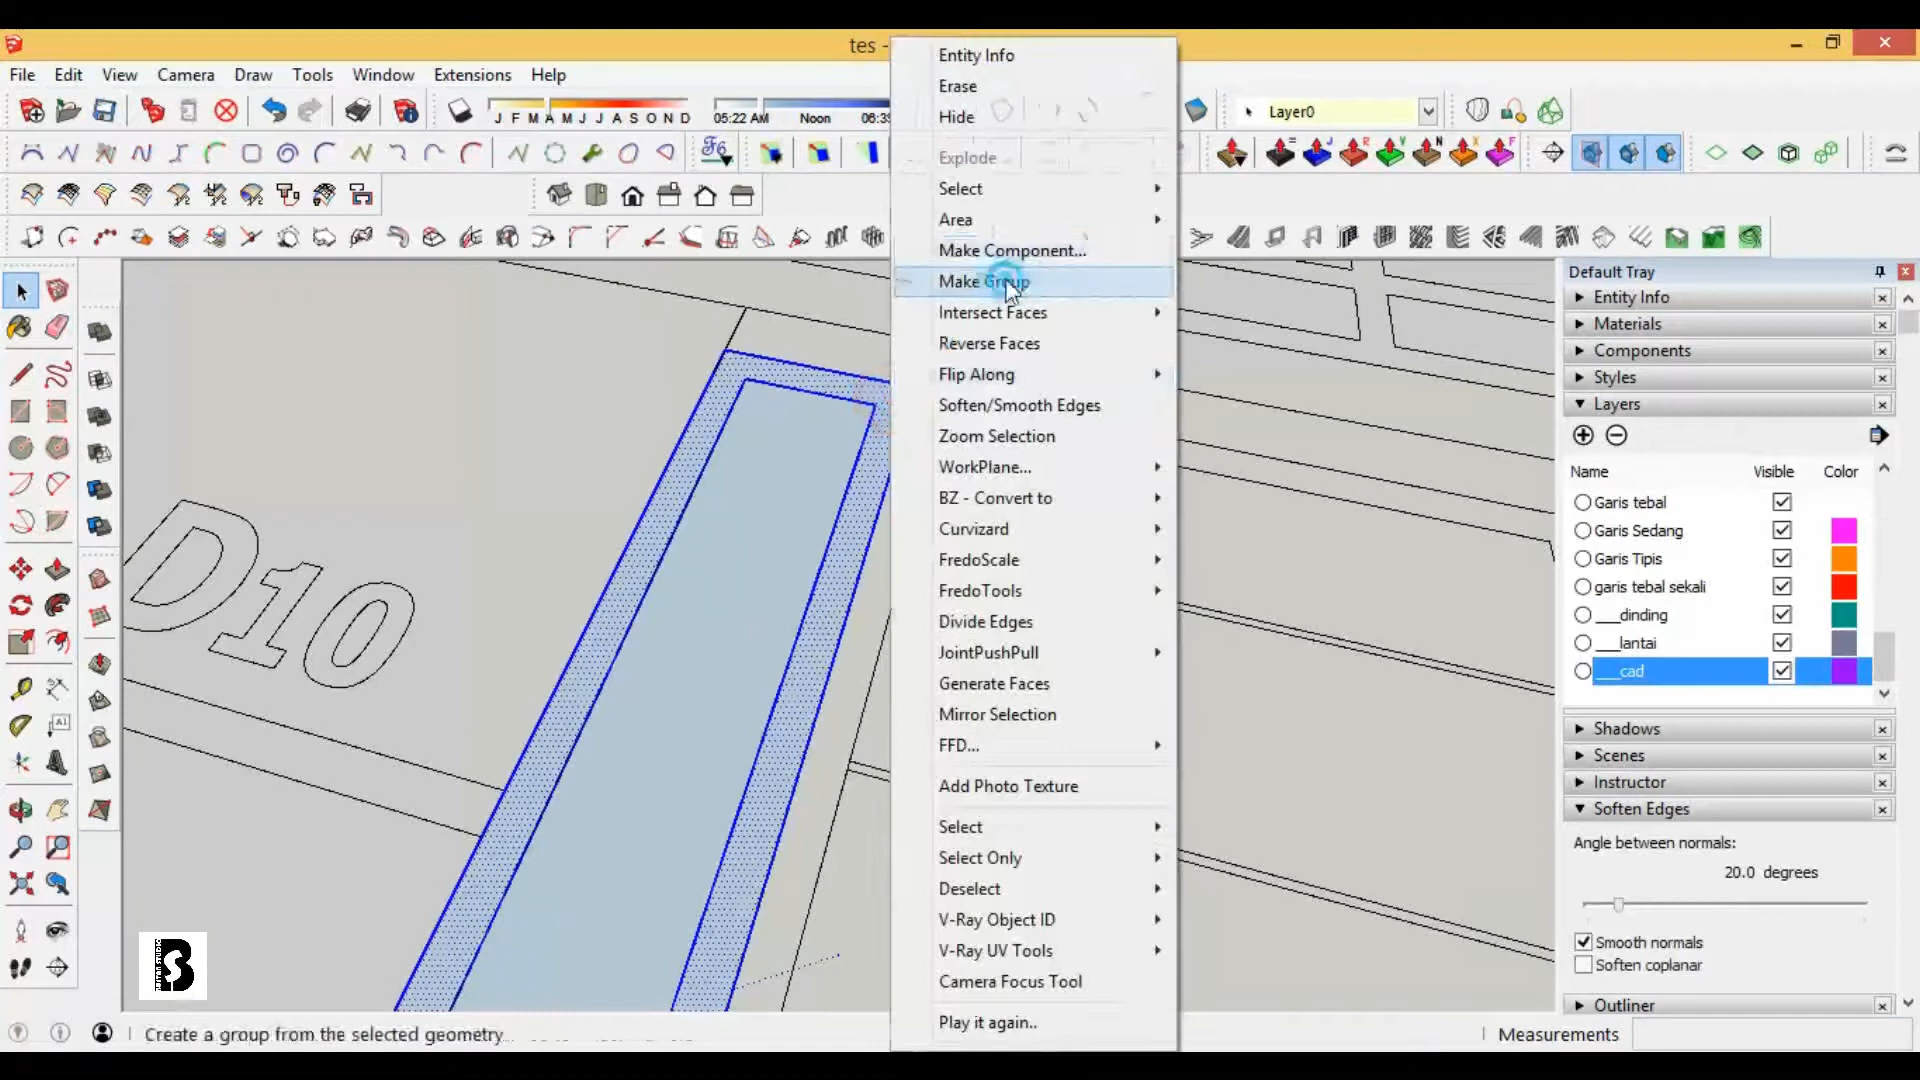 tes -
File Edit View Camera Draw Tools Window Extensions Help
J F M A M J J A S O N D
05:22 AM Noon 06:39
Layer0
Entity Info
Erase
Hide
Explode
Select
Area
Make Component...
Make Group
Intersect Faces
Reverse Faces
Flip Along
Soften/Smooth Edges
Zoom Selection
WorkPlane...
BZ - Convert to
Curvizard
FredoScale
FredoTools
Divide Edges
JointPushPull
Generate Faces
Mirror Selection
FFD...
Add Photo Texture
Select
Select Only
Deselect
V-Ray Object ID
V-Ray UV Tools
Camera Focus Tool
Play it again..
D10
Default Tray
Entity Info
Materials
Components
Styles
Layers
Name Visible Color
Garis tebal
Garis Sedang
Garis Tipis
garis tebal sekali
___dinding
___lantai
___cad
Shadows
Scenes
Instructor
Soften Edges
Angle between normals:
20.0 degrees
Smooth normals
Soften coplanar
Outliner
Create a group from the selected geometry
Measurements